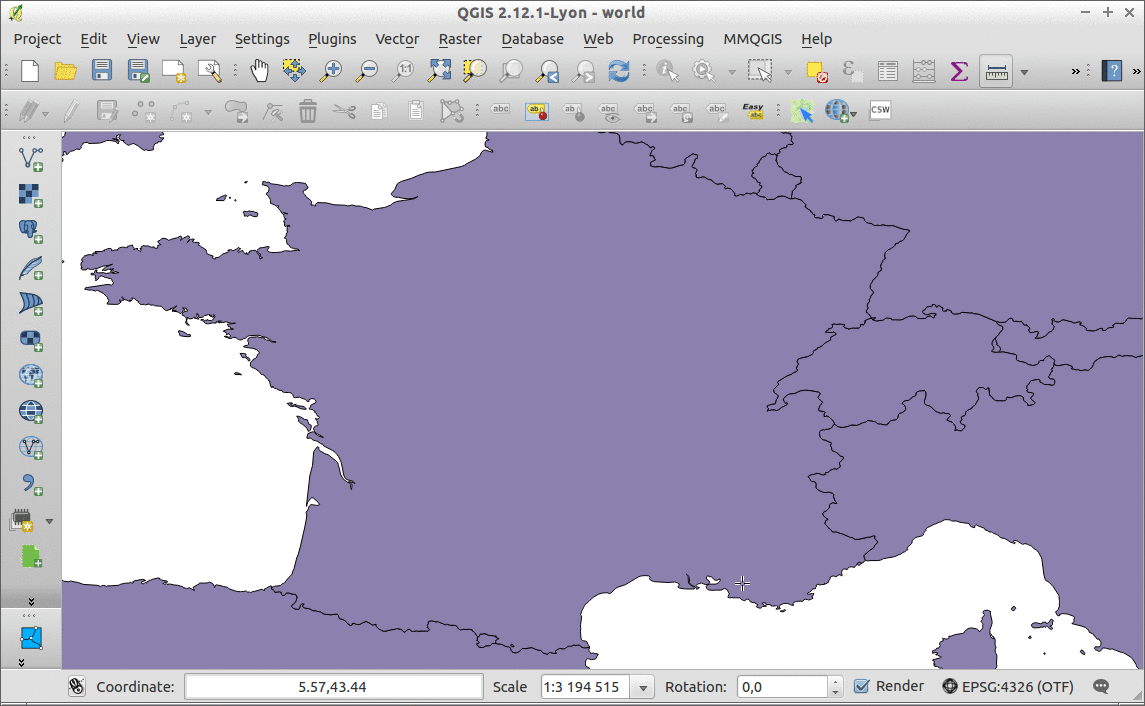 QGIS 2.12.1-Lyon - world
Project Edit View Layer Settings Plugins Vector Raster Database Web Processing MMQGIS Help
1:1 Σ » ? »
abc ab abc abc abc abc abc Easy abc CSW
Coordinate: 5.57,43.44 Scale 1:3 194 515 Rotation: 0,0 Render EPSG:4326 (OTF)